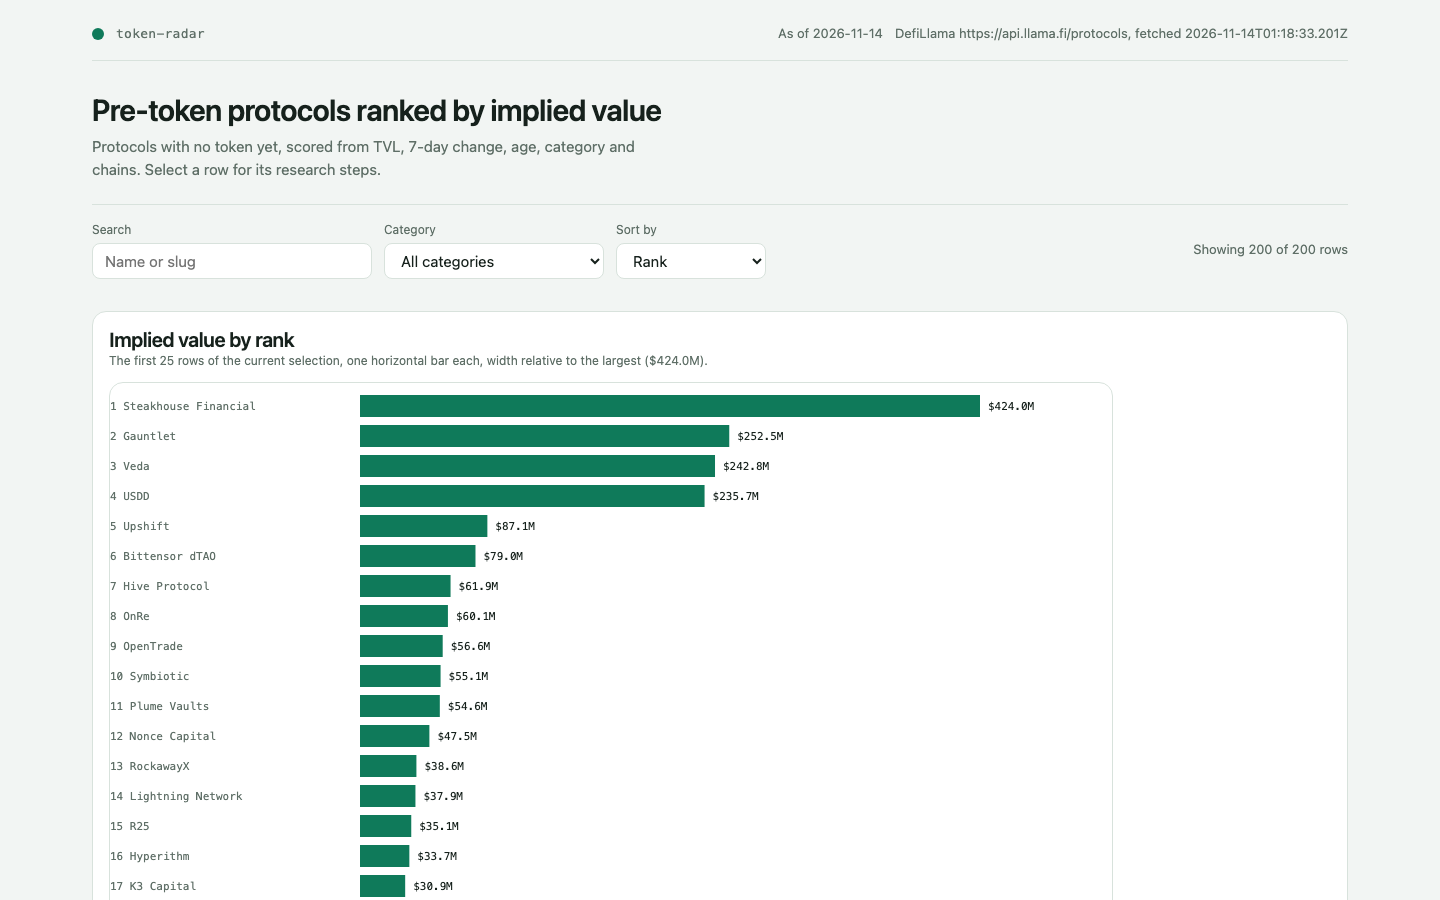 token-radar
As of 2026-11-14 DefiLlama https://api.llama.fi/protocols, fetched 2026-11-14T01:18:33.201Z
Pre-token protocols ranked by implied value
Protocols with no token yet, scored from TVL, 7-day change, age, category and
chains. Select a row for its research steps.
Search
Category
Sort by
Name or slug
All categories
Rank
Showing 200 of 200 rows
Implied value by rank
The first 25 rows of the current selection, one horizontal bar each, width relative to the largest ($424.0M).
1 Steakhouse Financial $424.0M
2 Gauntlet $252.5M
3 Veda $242.8M
4 USDD $235.7M
5 Upshift $87.1M
6 Bittensor dTAO $79.0M
7 Hive Protocol $61.9M
8 OnRe $60.1M
9 OpenTrade $56.6M
10 Symbiotic $55.1M
11 Plume Vaults $54.6M
12 Nonce Capital $47.5M
13 RockawayX $38.6M
14 Lightning Network $37.9M
15 R25 $35.1M
16 Hyperithm $33.7M
17 K3 Capital $30.9M